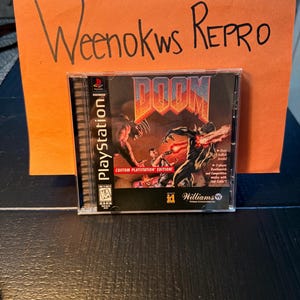 Weenokws Repro
DOOM
PlayStation
CUSTOM PLAYSTATION EDITION!
Williams